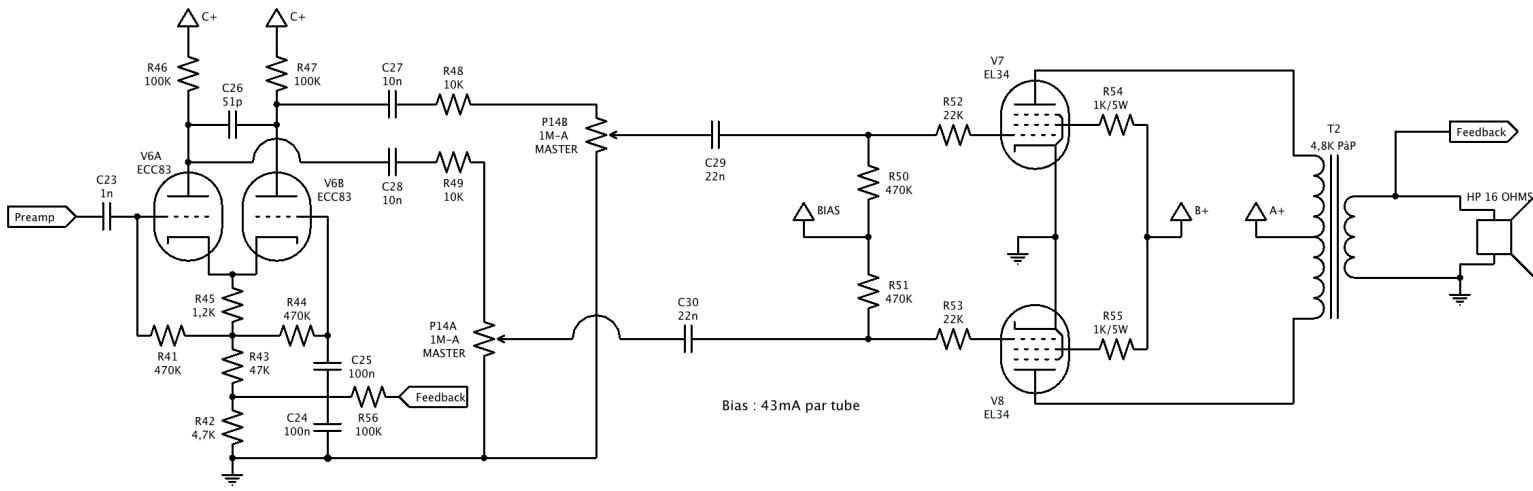 C+
C+
R46
100K
R47
100K
C26
51p
C27
10n
R48
10K
V6A
ECC83
V6B
ECC83
C28
10n
R49
10K
C23
1n
Preamp
P14B
1M-A
MASTER
C29
22n
R50
470K
BIAS
R52
22K
V7
EL34
R54
1K/5W
T2
4,8K PàP
Feedback
HP 16 OHMS
B+
A+
R45
1,2K
R44
470K
R41
470K
R43
47K
C25
100n
Feedback
R56
100K
R42
4,7K
C24
100n
P14A
1M-A
MASTER
C30
22n
R51
470K
R53
22K
R55
1K/5W
V8
EL34
Bias : 43mA par tube